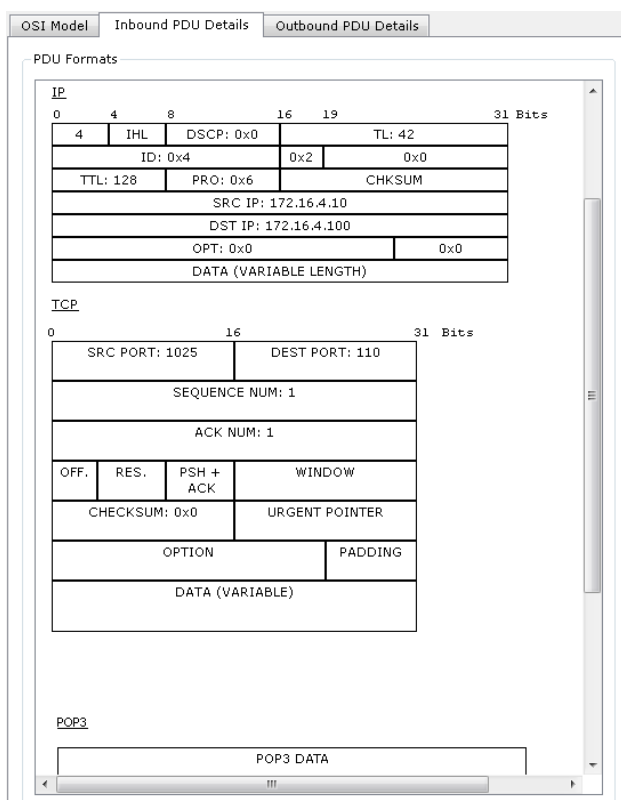 OSI Model Inbound PDU Details Outbound PDU Details
PDU Formats
IP
0 4 8 16 19 31 Bits
4 IHL DSCP: 0x0 TL: 42
ID: 0x4 0x2 0x0
TTL: 128 PRO: 0x6 CHKSUM
SRC IP: 172.16.4.10
DST IP: 172.16.4.100
OPT: 0x0 0x0
DATA (VARIABLE LENGTH)
TCP
0 16 31 Bits
SRC PORT: 1025 DEST PORT: 110
SEQUENCE NUM: 1
ACK NUM: 1
OFF. RES. PSH + ACK WINDOW
CHECKSUM: 0x0 URGENT POINTER
OPTION PADDING
DATA (VARIABLE)
POP3
POP3 DATA